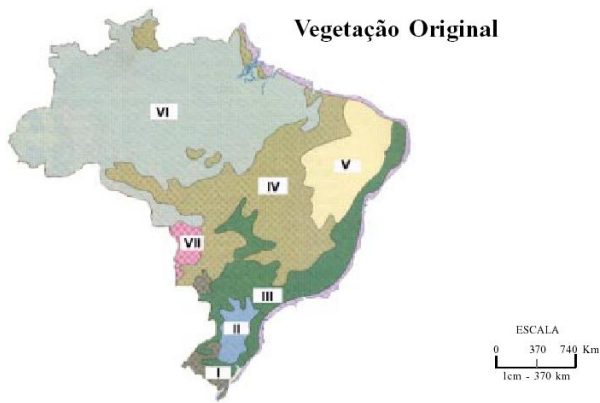 Vegetação Original
VI
V
IV
VII
III
II
I
ESCALA
0 370 740 Km
1cm - 370 km